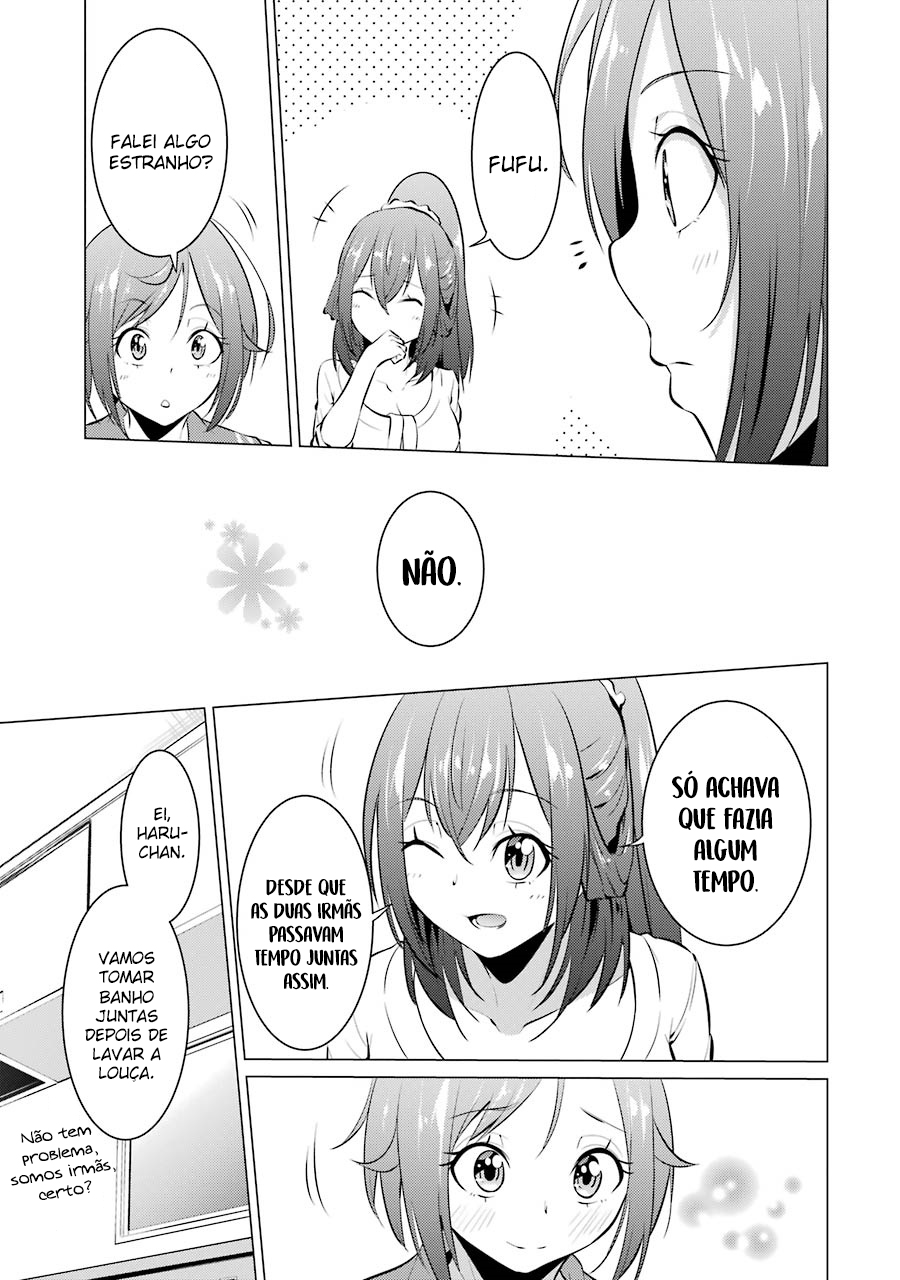 FUFU.
FALEI ALGO
ESTRANHO?
NÃO.
SÓ ACHAVA
QUE FAZIA
ALGUM
TEMPO.
DESDE QUE
AS DUAS IRMÃS
PASSAVAM
TEMPO JUNTAS
ASSIM.
EI,
HARU-
CHAN.
VAMOS
TOMAR
BANHO
JUNTAS
DEPOIS DE
LAVAR A
LOUÇA.
Não tem
problema,
somos irmãs,
certo?